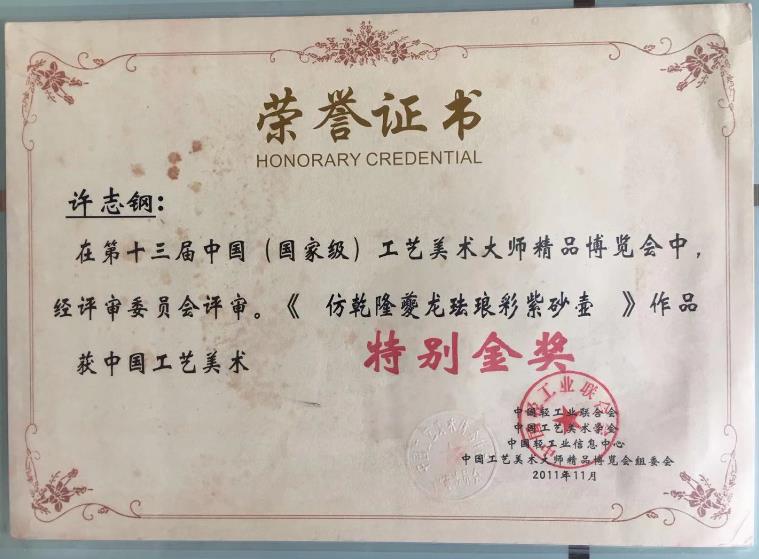 荣誉证书
HONORARY CREDENTIAL
许志钢：
在第十三届中国（国家级）工艺美术大师精品博览会中，
经评审委员会评审。《 仿乾隆夔龙珐琅彩紫砂壶 》作品
获中国工艺美术 特别金奖
中国轻工业联合会
中国工艺美术学会
中国轻工业信息中心
中国工艺美术大师精品博览会组委会
2011年11月